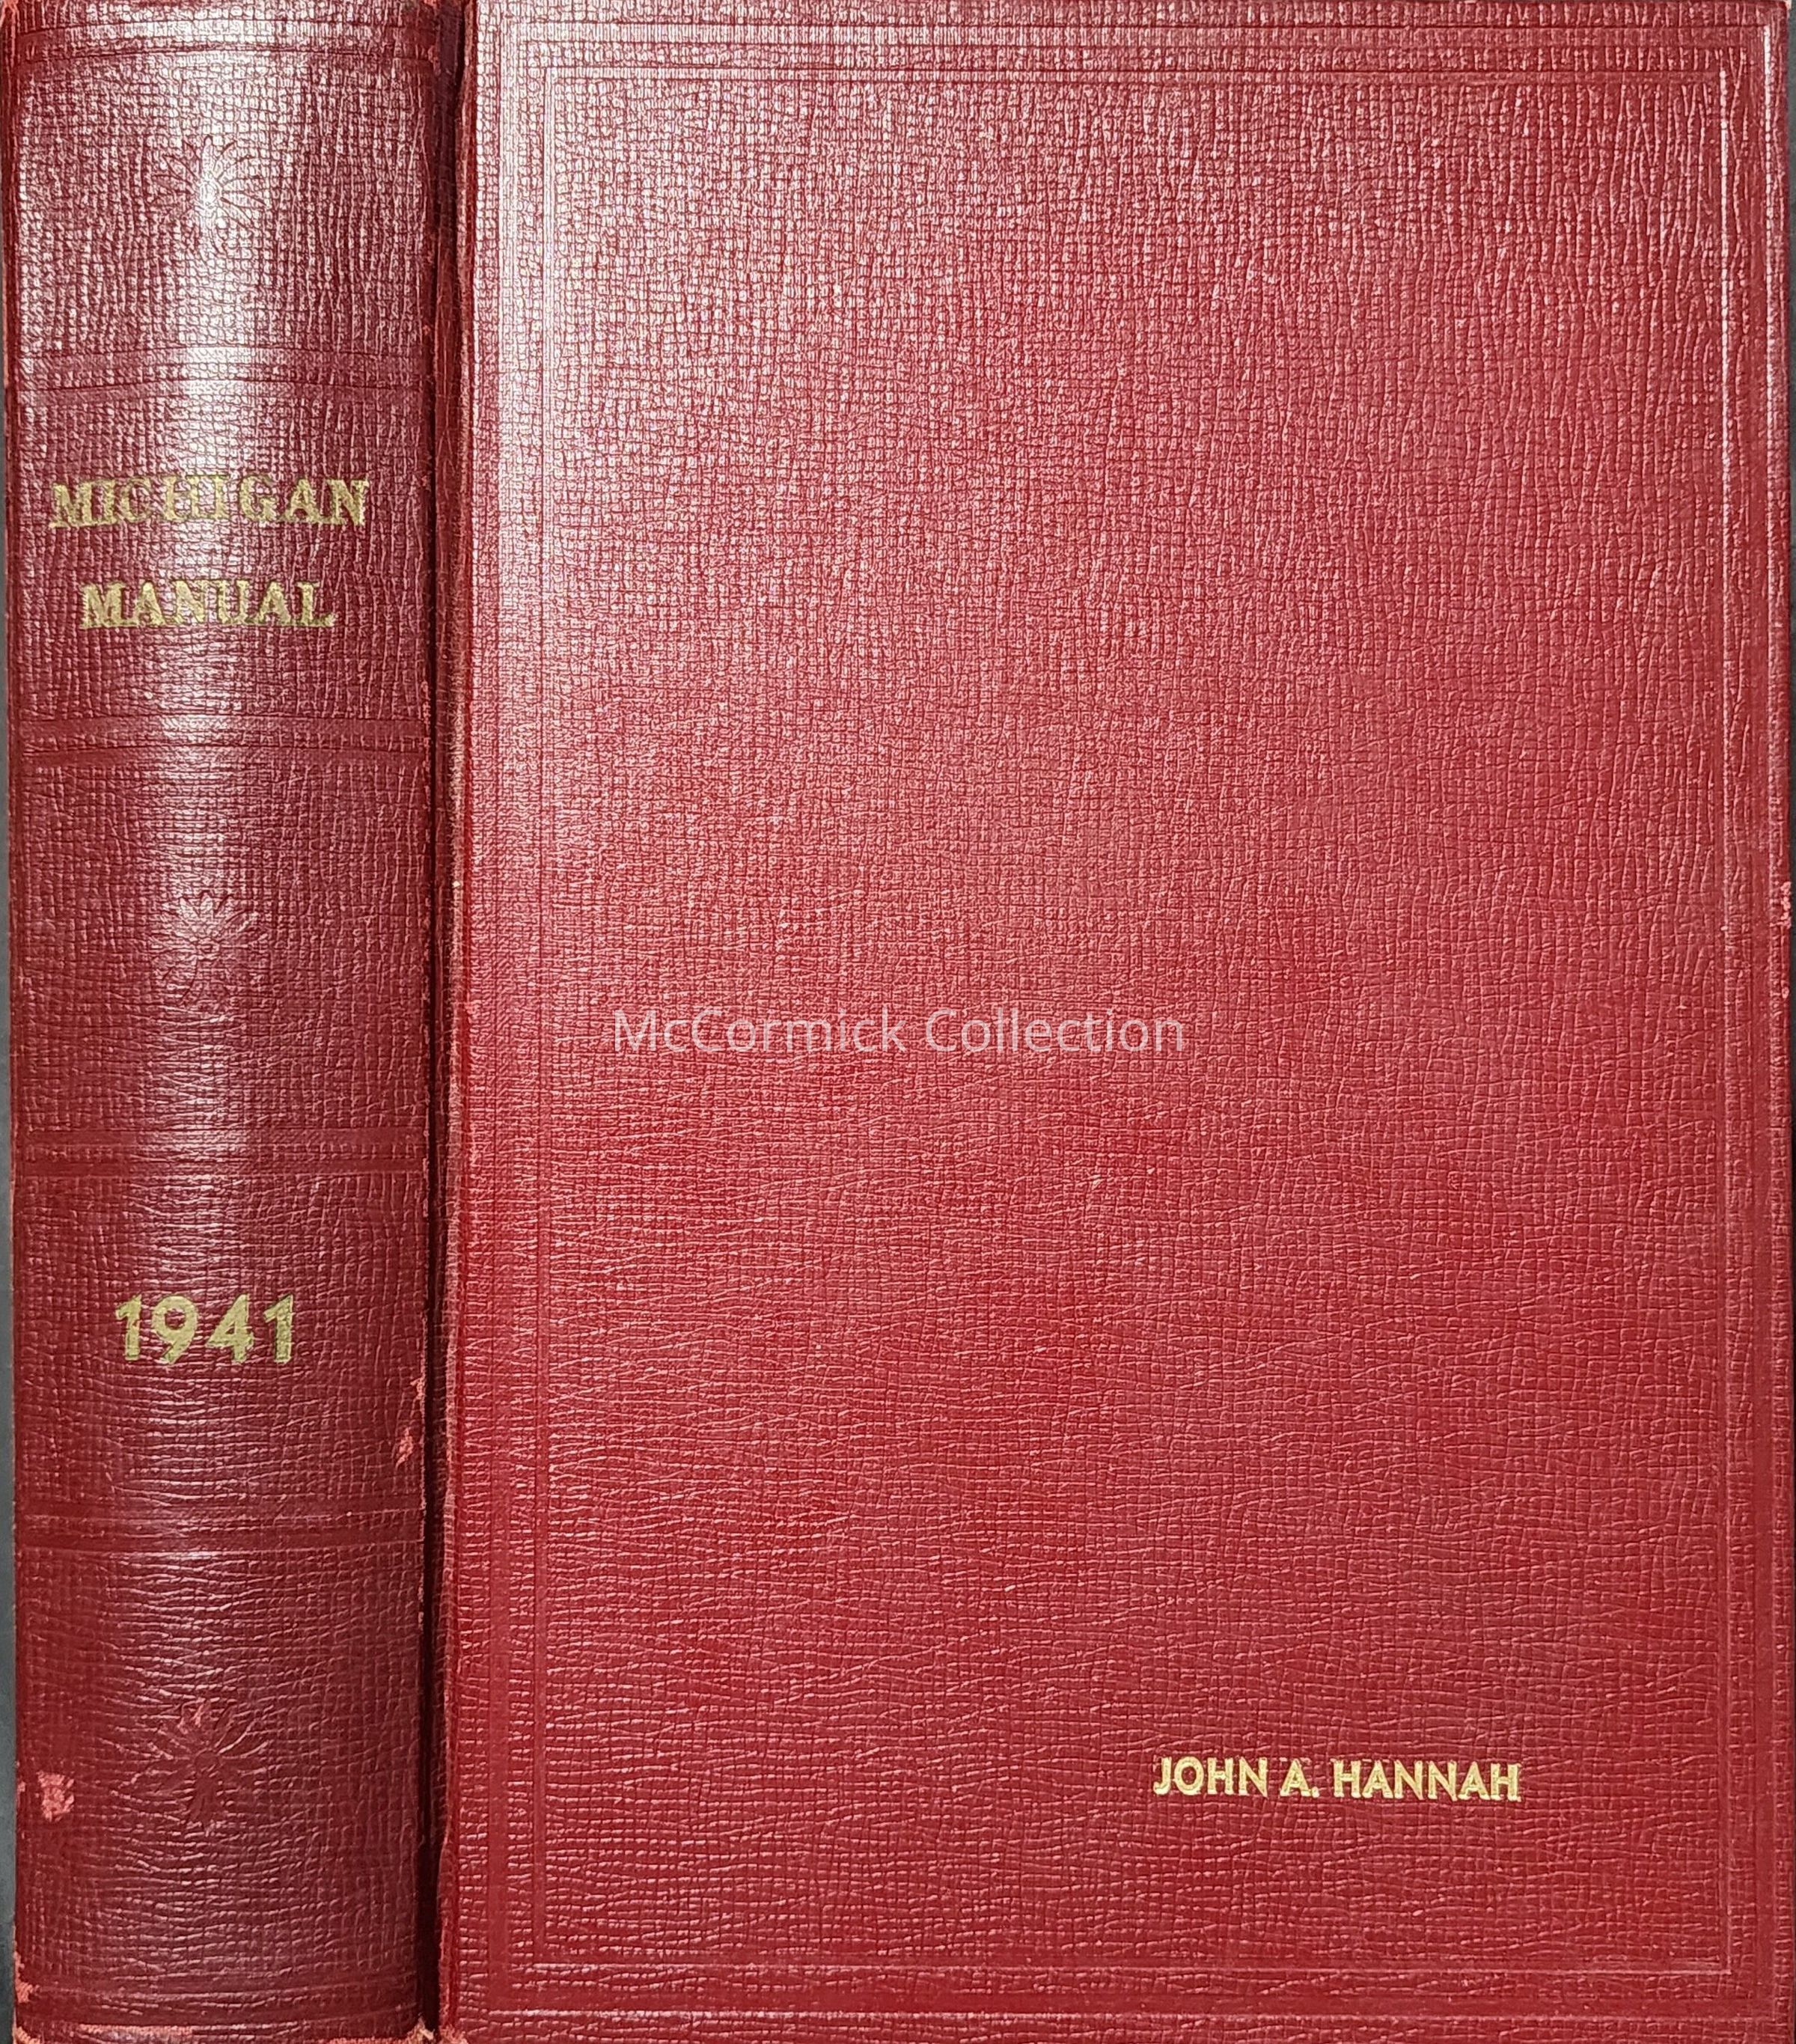 MICHIGAN
MANUAL
1941
McCormick Collection
JOHN A. HANNAH